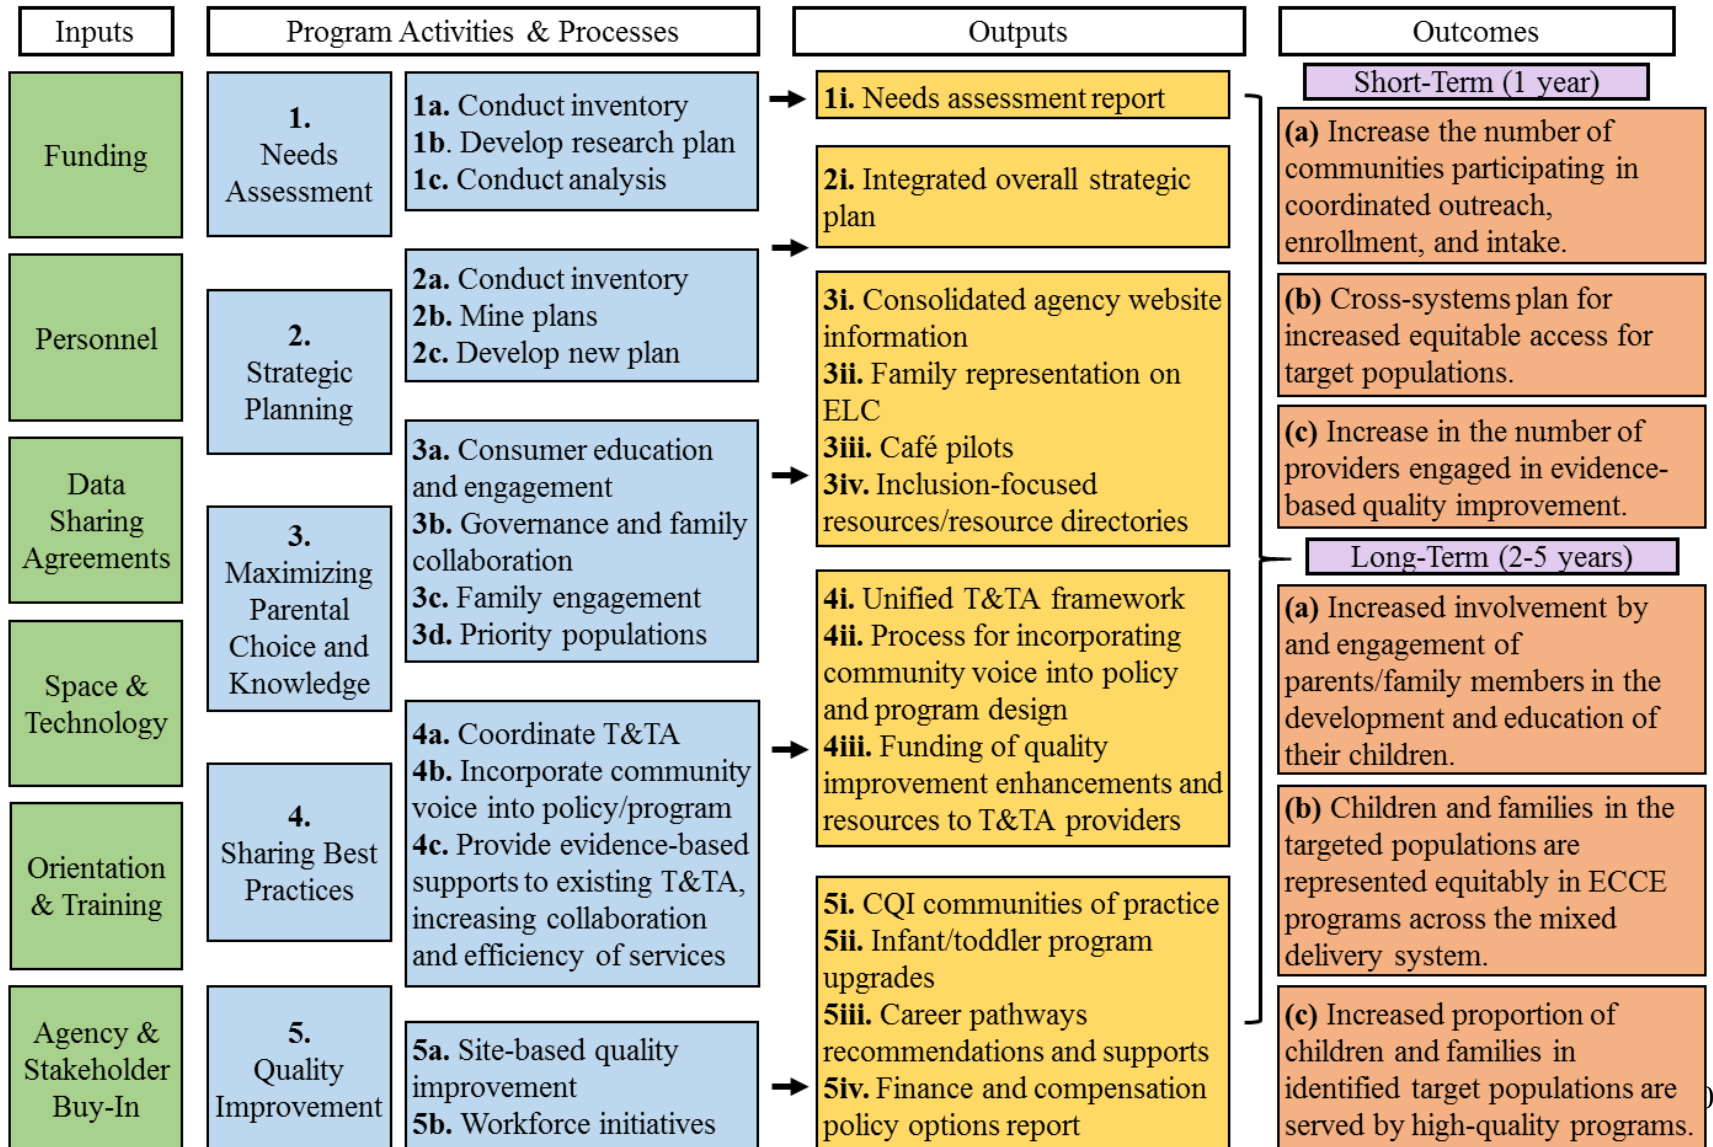 Inputs
Program Activities & Processes
Outputs
Outcomes
Funding
Personnel
Data
Sharing
Agreements
Space &
Technology
Orientation
& Training
Agency &
Stakeholder
Buy-In
1.
Needs
Assessment
2.
Strategic
Planning
3.
Maximizing
Parental
Choice and
Knowledge
4.
Sharing Best
Practices
5.
Quality
Improvement
1a. Conduct inventory
1b. Develop research plan
1c. Conduct analysis
2a. Conduct inventory
2b. Mine plans
2c. Develop new plan
3a. Consumer education
and engagement
3b. Governance and family
collaboration
3c. Family engagement
3d. Priority populations
4a. Coordinate T&TA
4b. Incorporate community
voice into policy/program
4c. Provide evidence-based
supports to existing T&TA,
increasing collaboration
and efficiency of services
5a. Site-based quality
improvement
5b. Workforce initiatives
1i. Needs assessment report
2i. Integrated overall strategic
plan
3i. Consolidated agency website
information
3ii. Family representation on
ELC
3iii. Café pilots
3iv. Inclusion-focused
resources/resource directories
4i. Unified T&TA framework
4ii. Process for incorporating
community voice into policy
and program design
4iii. Funding of quality
improvement enhancements and
resources to T&TA providers
5i. CQI communities of practice
5ii. Infant/toddler program
upgrades
5iii. Career pathways
recommendations and supports
5iv. Finance and compensation
policy options report
Short-Term (1 year)
(a) Increase the number of
communities participating in
coordinated outreach,
enrollment, and intake.
(b) Cross-systems plan for
increased equitable access for
target populations.
(c) Increase in the number of
providers engaged in evidence-
based quality improvement.
Long-Term (2-5 years)
(a) Increased involvement by
and engagement of
parents/family members in the
development and education of
their children.
(b) Children and families in the
targeted populations are
represented equitably in ECCE
programs across the mixed
delivery system.
(c) Increased proportion of
children and families in
identified target populations are
served by high-quality programs.